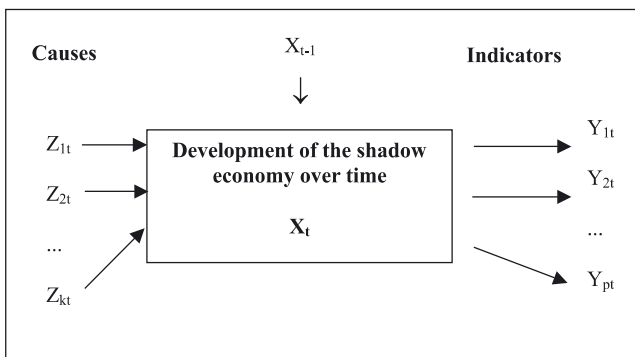 Causes
X_{t-1}
Indicators
Z_{1t}
Z_{2t}
...
Z_{kt}
Development of the shadow
economy over time
X_t
Y_{1t}
Y_{2t}
...
Y_{pt}